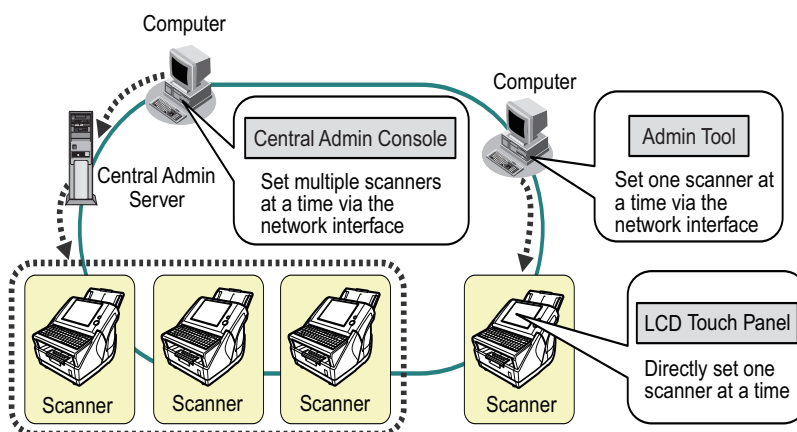 Computer
Computer
Central Admin Console
Set multiple scanners
at a time via the
network interface
Admin Tool
Set one scanner at
a time via the
network interface
Central Admin
Server
LCD Touch Panel
Directly set one
scanner at a time
Scanner
Scanner
Scanner
Scanner